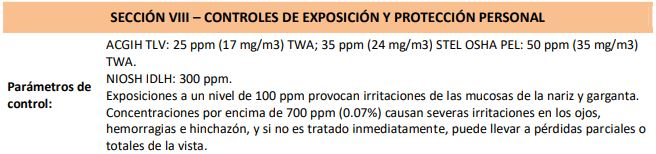 SECCIÓN VIII – CONTROLES DE EXPOSICIÓN Y PROTECCIÓN PERSONAL
Parámetros de control:
ACGIH TLV: 25 ppm (17 mg/m3) TWA; 35 ppm (24 mg/m3) STEL OSHA PEL: 50 ppm (35 mg/m3)
TWA.
NIOSH IDLH: 300 ppm.
Exposiciones a un nivel de 100 ppm provocan irritaciones de las mucosas de la nariz y garganta.
Concentraciones por encima de 700 ppm (0.07%) causan severas irritaciones en los ojos,
hemorragias e hinchazón, y si no es tratado inmediatamente, puede llevar a pérdidas parciales o
totales de la vista.